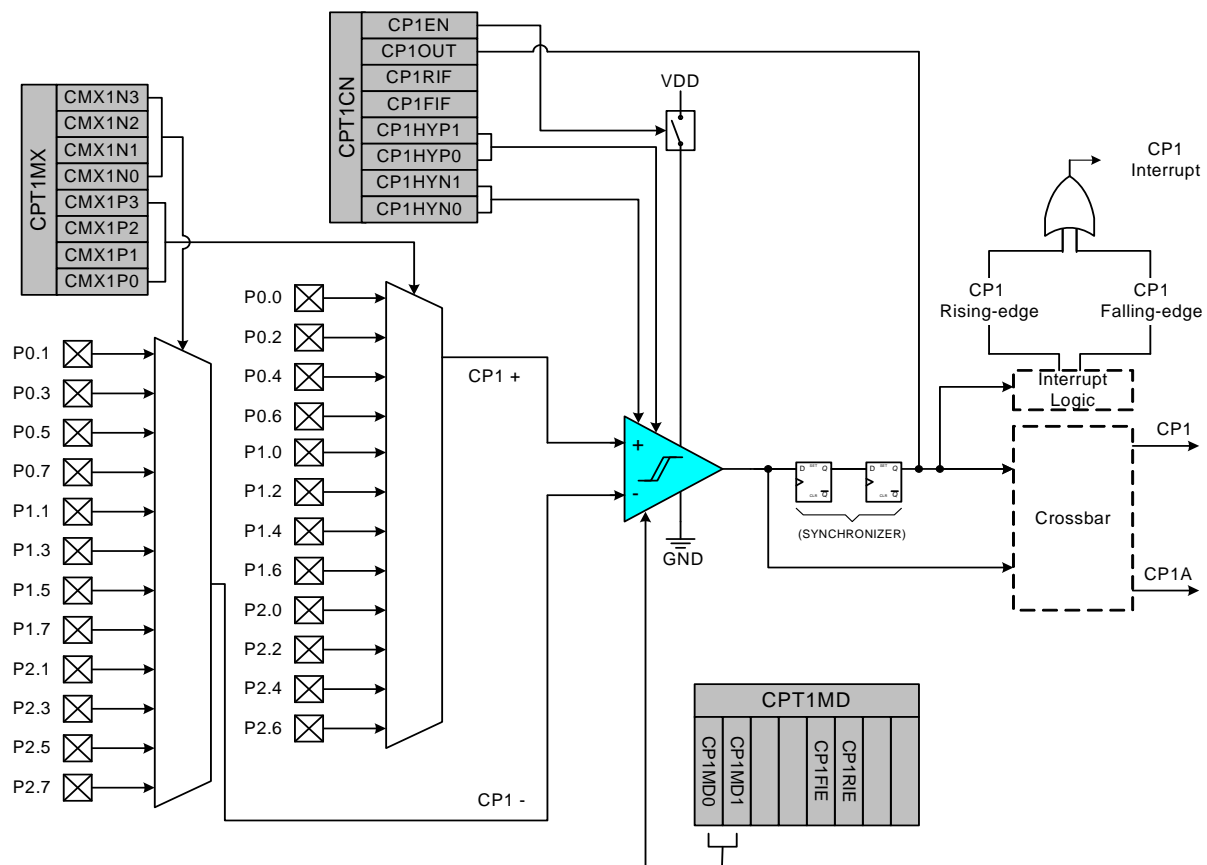 CP1EN
CP1OUT
CP1RIF
CP1FIF
CP1HYP1
CP1HYP0
CP1HYN1
CP1HYN0
CPT1CN
VDD
CMX1N3
CMX1N2
CMX1N1
CMX1N0
CMX1P3
CMX1P2
CMX1P1
CMX1P0
CPT1MX
CP1
Interrupt
CP1
Rising-edge
CP1
Falling-edge
Interrupt
Logic
P0.0
P0.2
P0.4
P0.6
P1.0
P1.2
P1.4
P1.6
P2.0
P2.2
P2.4
P2.6
P0.1
P0.3
P0.5
P0.7
P1.1
P1.3
P1.5
P1.7
P2.1
P2.3
P2.5
P2.7
CP1 +
CP1 -
+
-
GND
D SET Q
CLR Q
D SET Q
CLR Q
(SYNCHRONIZER)
Crossbar
CP1
CP1A
CPT1MD
CP1MD0
CP1MD1
CP1FIE
CP1RIE